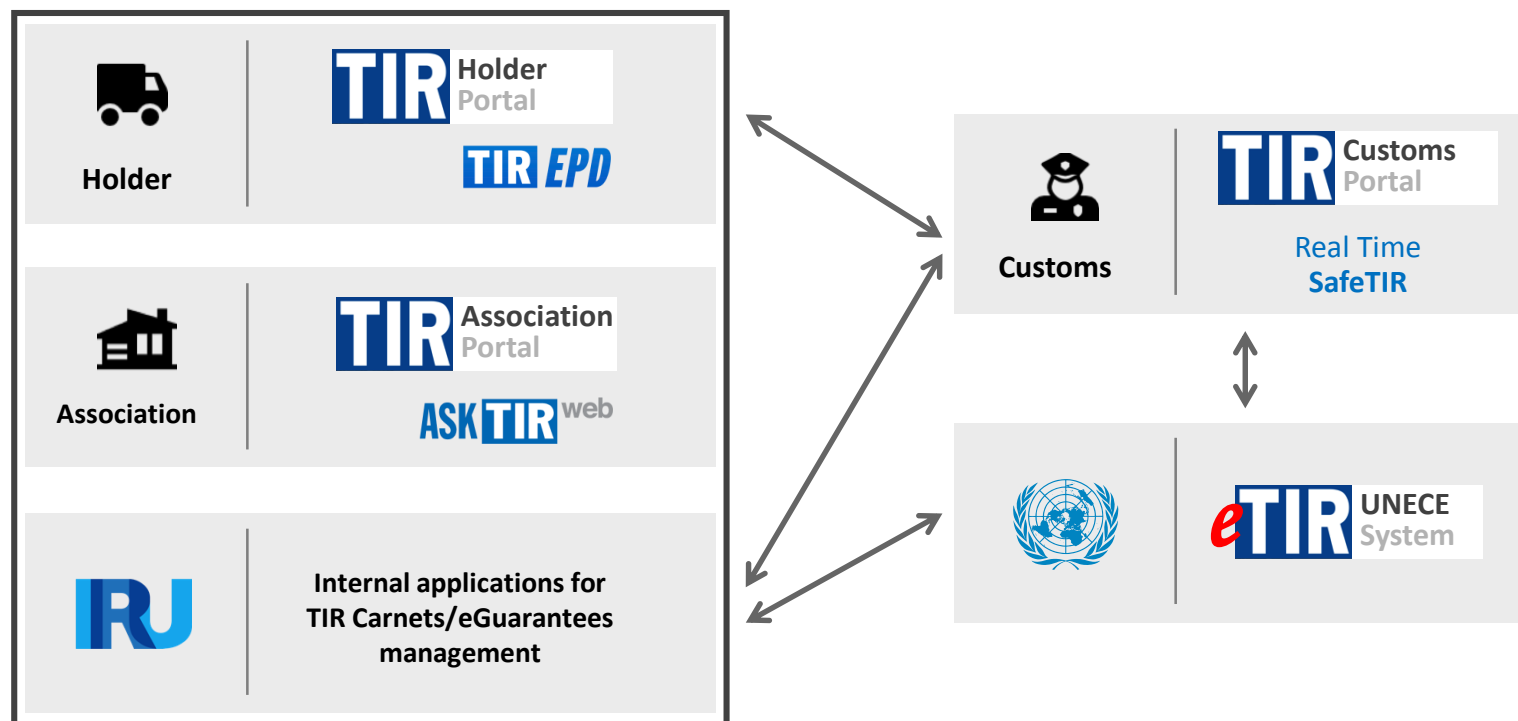 TIR Holder
Portal
TIR EPD
Holder
TIR Association
Portal
ASK TIR web
Association
IRU
Internal applications for
TIR Carnets/eGuarantees
management
TIR Customs
Portal
Customs
Real Time
SafeTIR
eTIR UNECE
System